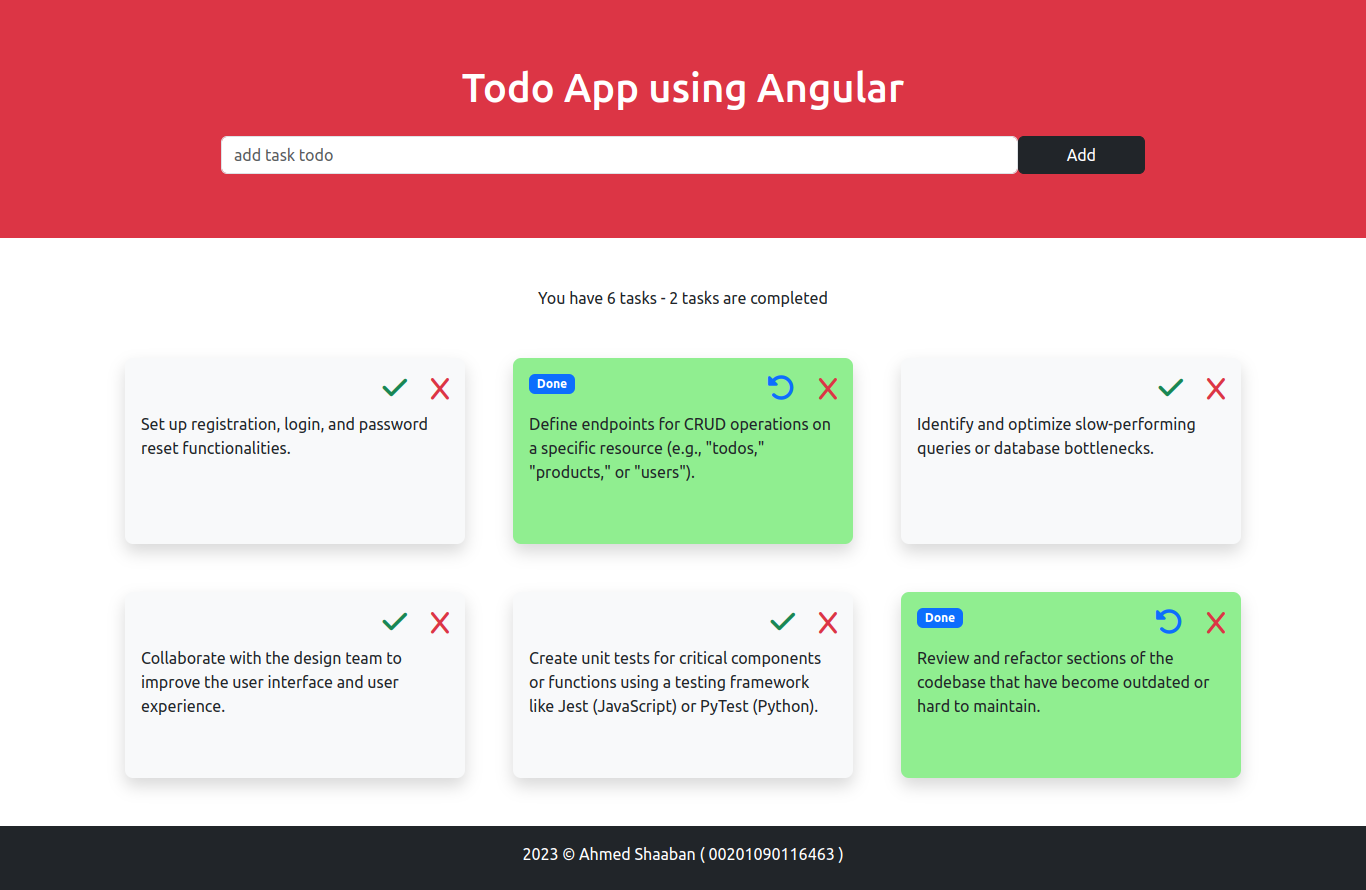 Todo App using Angular
add task todo
Add
You have 6 tasks - 2 tasks are completed
Set up registration, login, and password
reset functionalities.
Done
Define endpoints for CRUD operations on
a specific resource (e.g., "todos,"
"products," or "users").
Identify and optimize slow-performing
queries or database bottlenecks.
Collaborate with the design team to
improve the user interface and user
experience.
Create unit tests for critical components
or functions using a testing framework
like Jest (JavaScript) or PyTest (Python).
Done
Review and refactor sections of the
codebase that have become outdated or
hard to maintain.
2023 © Ahmed Shaaban ( 00201090116463 )